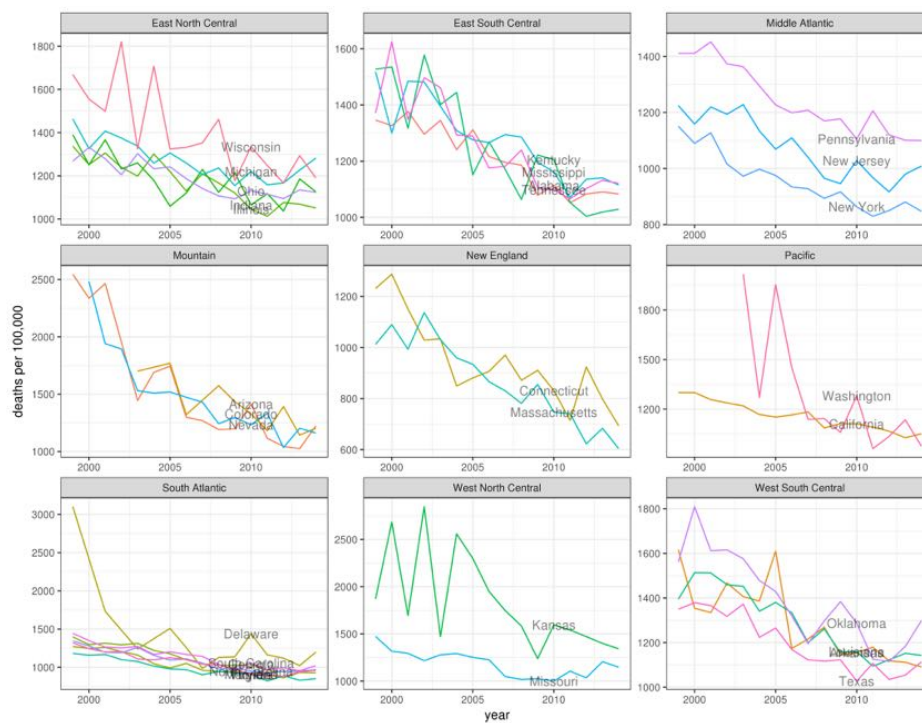 East North Central
East South Central
Middle Atlantic
1800
1600
1400
1200
1000
Wisconsin
Michigan
Ohio
Indiana
Illinois
2000 2005 2010
1600
1400
1200
1000
Kentucky
Mississippi
Alabama
Tennessee
2000 2005 2010
1400
1200
1000
800
Pennsylvania
New Jersey
New York
2000 2005 2010
Mountain
New England
Pacific
deaths per 100,000
2500
2000
1500
1000
Arizona
Colorado
Nevada
2000 2005 2010
1200
1000
800
600
Connecticut
Massachusetts
2000 2005 2010
1800
1500
1200
Washington
California
2000 2005 2010
South Atlantic
West North Central
West South Central
3000
2500
2000
1500
1000
Delaware
South Carolina
2000 2005 2010
2500
2000
1500
1000
Kansas
Missouri
2000 2005 2010
1800
1600
1400
1200
1000
Oklahoma
Texas
2000 2005 2010
year